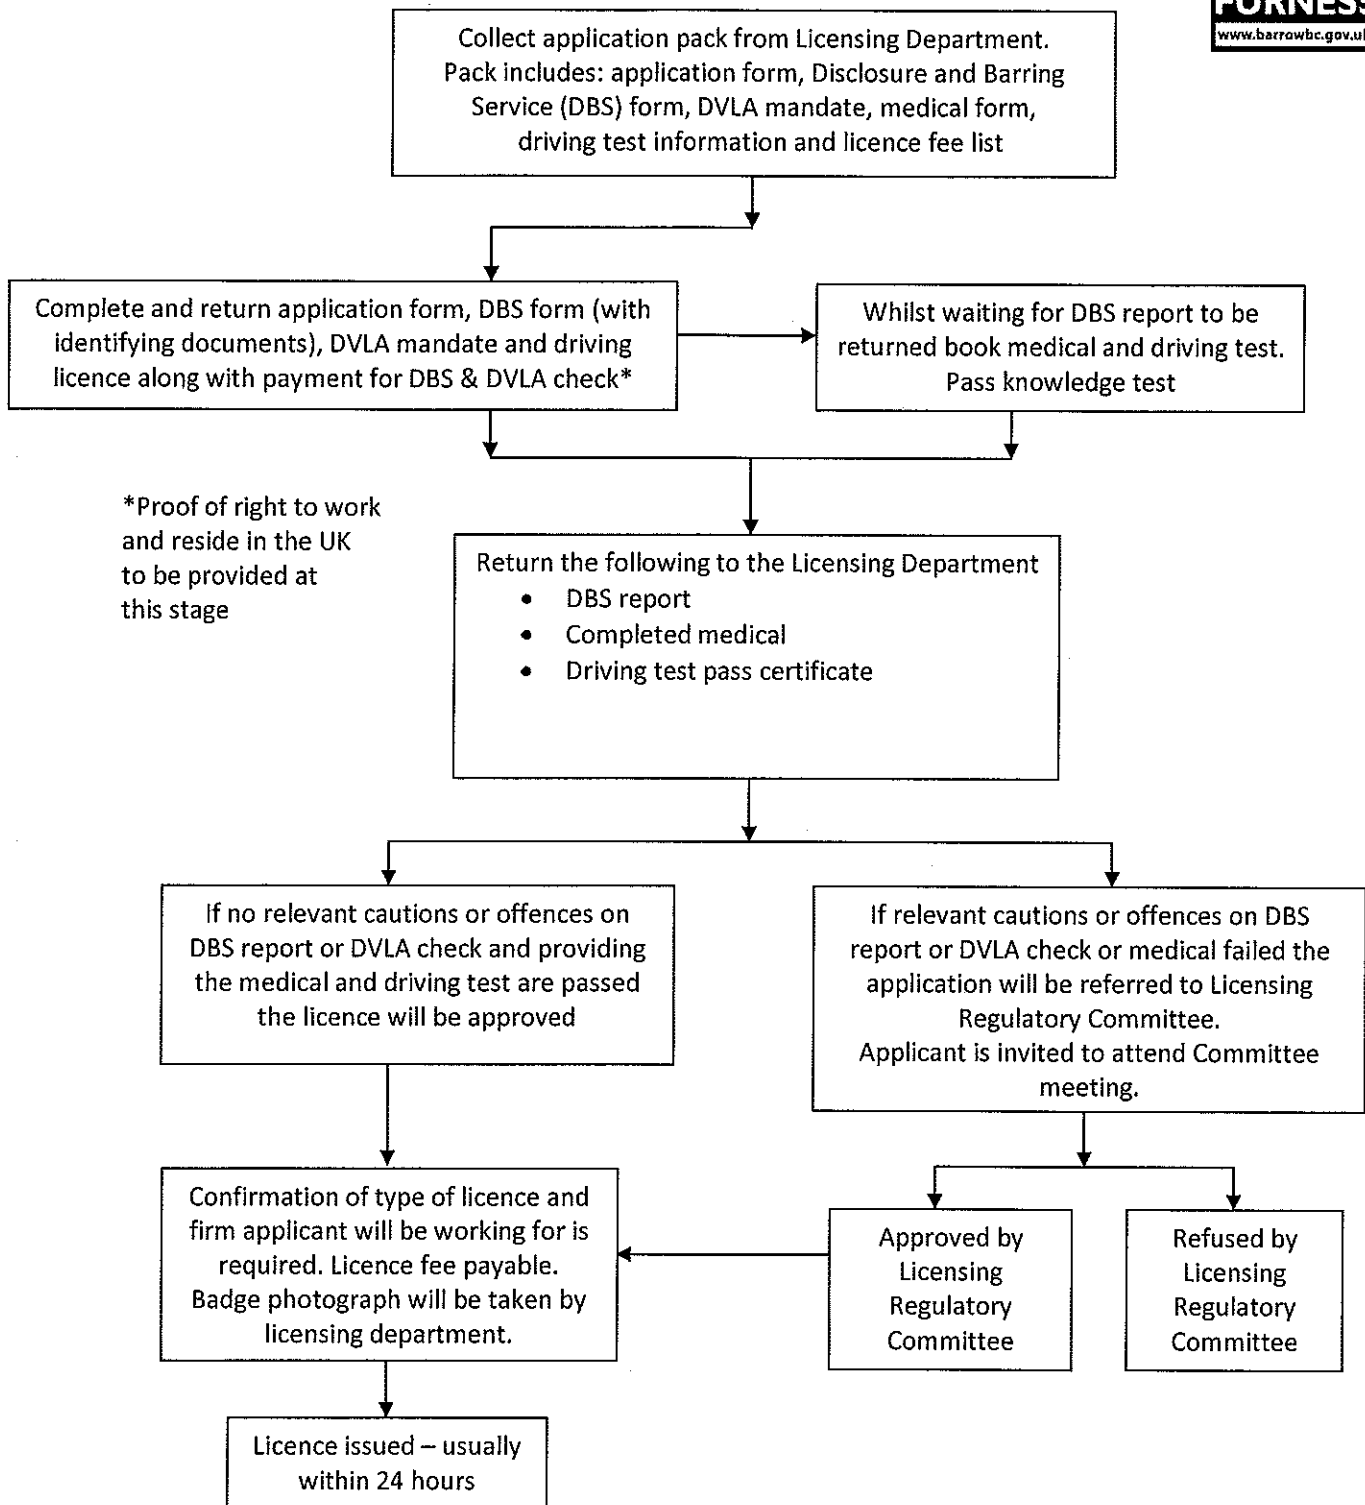 FURNESS
www.barrowbc.gov.uk
Collect application pack from Licensing Department.
Pack includes: application form, Disclosure and Barring
Service (DBS) form, DVLA mandate, medical form,
driving test information and licence fee list
Complete and return application form, DBS form (with
identifying documents), DVLA mandate and driving
licence along with payment for DBS & DVLA check*
Whilst waiting for DBS report to be
returned book medical and driving test.
Pass knowledge test
*Proof of right to work
and reside in the UK
to be provided at
this stage
Return the following to the Licensing Department
• DBS report
• Completed medical
• Driving test pass certificate
If no relevant cautions or offences on
DBS report or DVLA check and providing
the medical and driving test are passed
the licence will be approved
If relevant cautions or offences on DBS
report or DVLA check or medical failed the
application will be referred to Licensing
Regulatory Committee.
Applicant is invited to attend Committee
meeting.
Confirmation of type of licence and
firm applicant will be working for is
required. Licence fee payable.
Badge photograph will be taken by
licensing department.
Approved by
Licensing
Regulatory
Committee
Refused by
Licensing
Regulatory
Committee
Licence issued – usually
within 24 hours